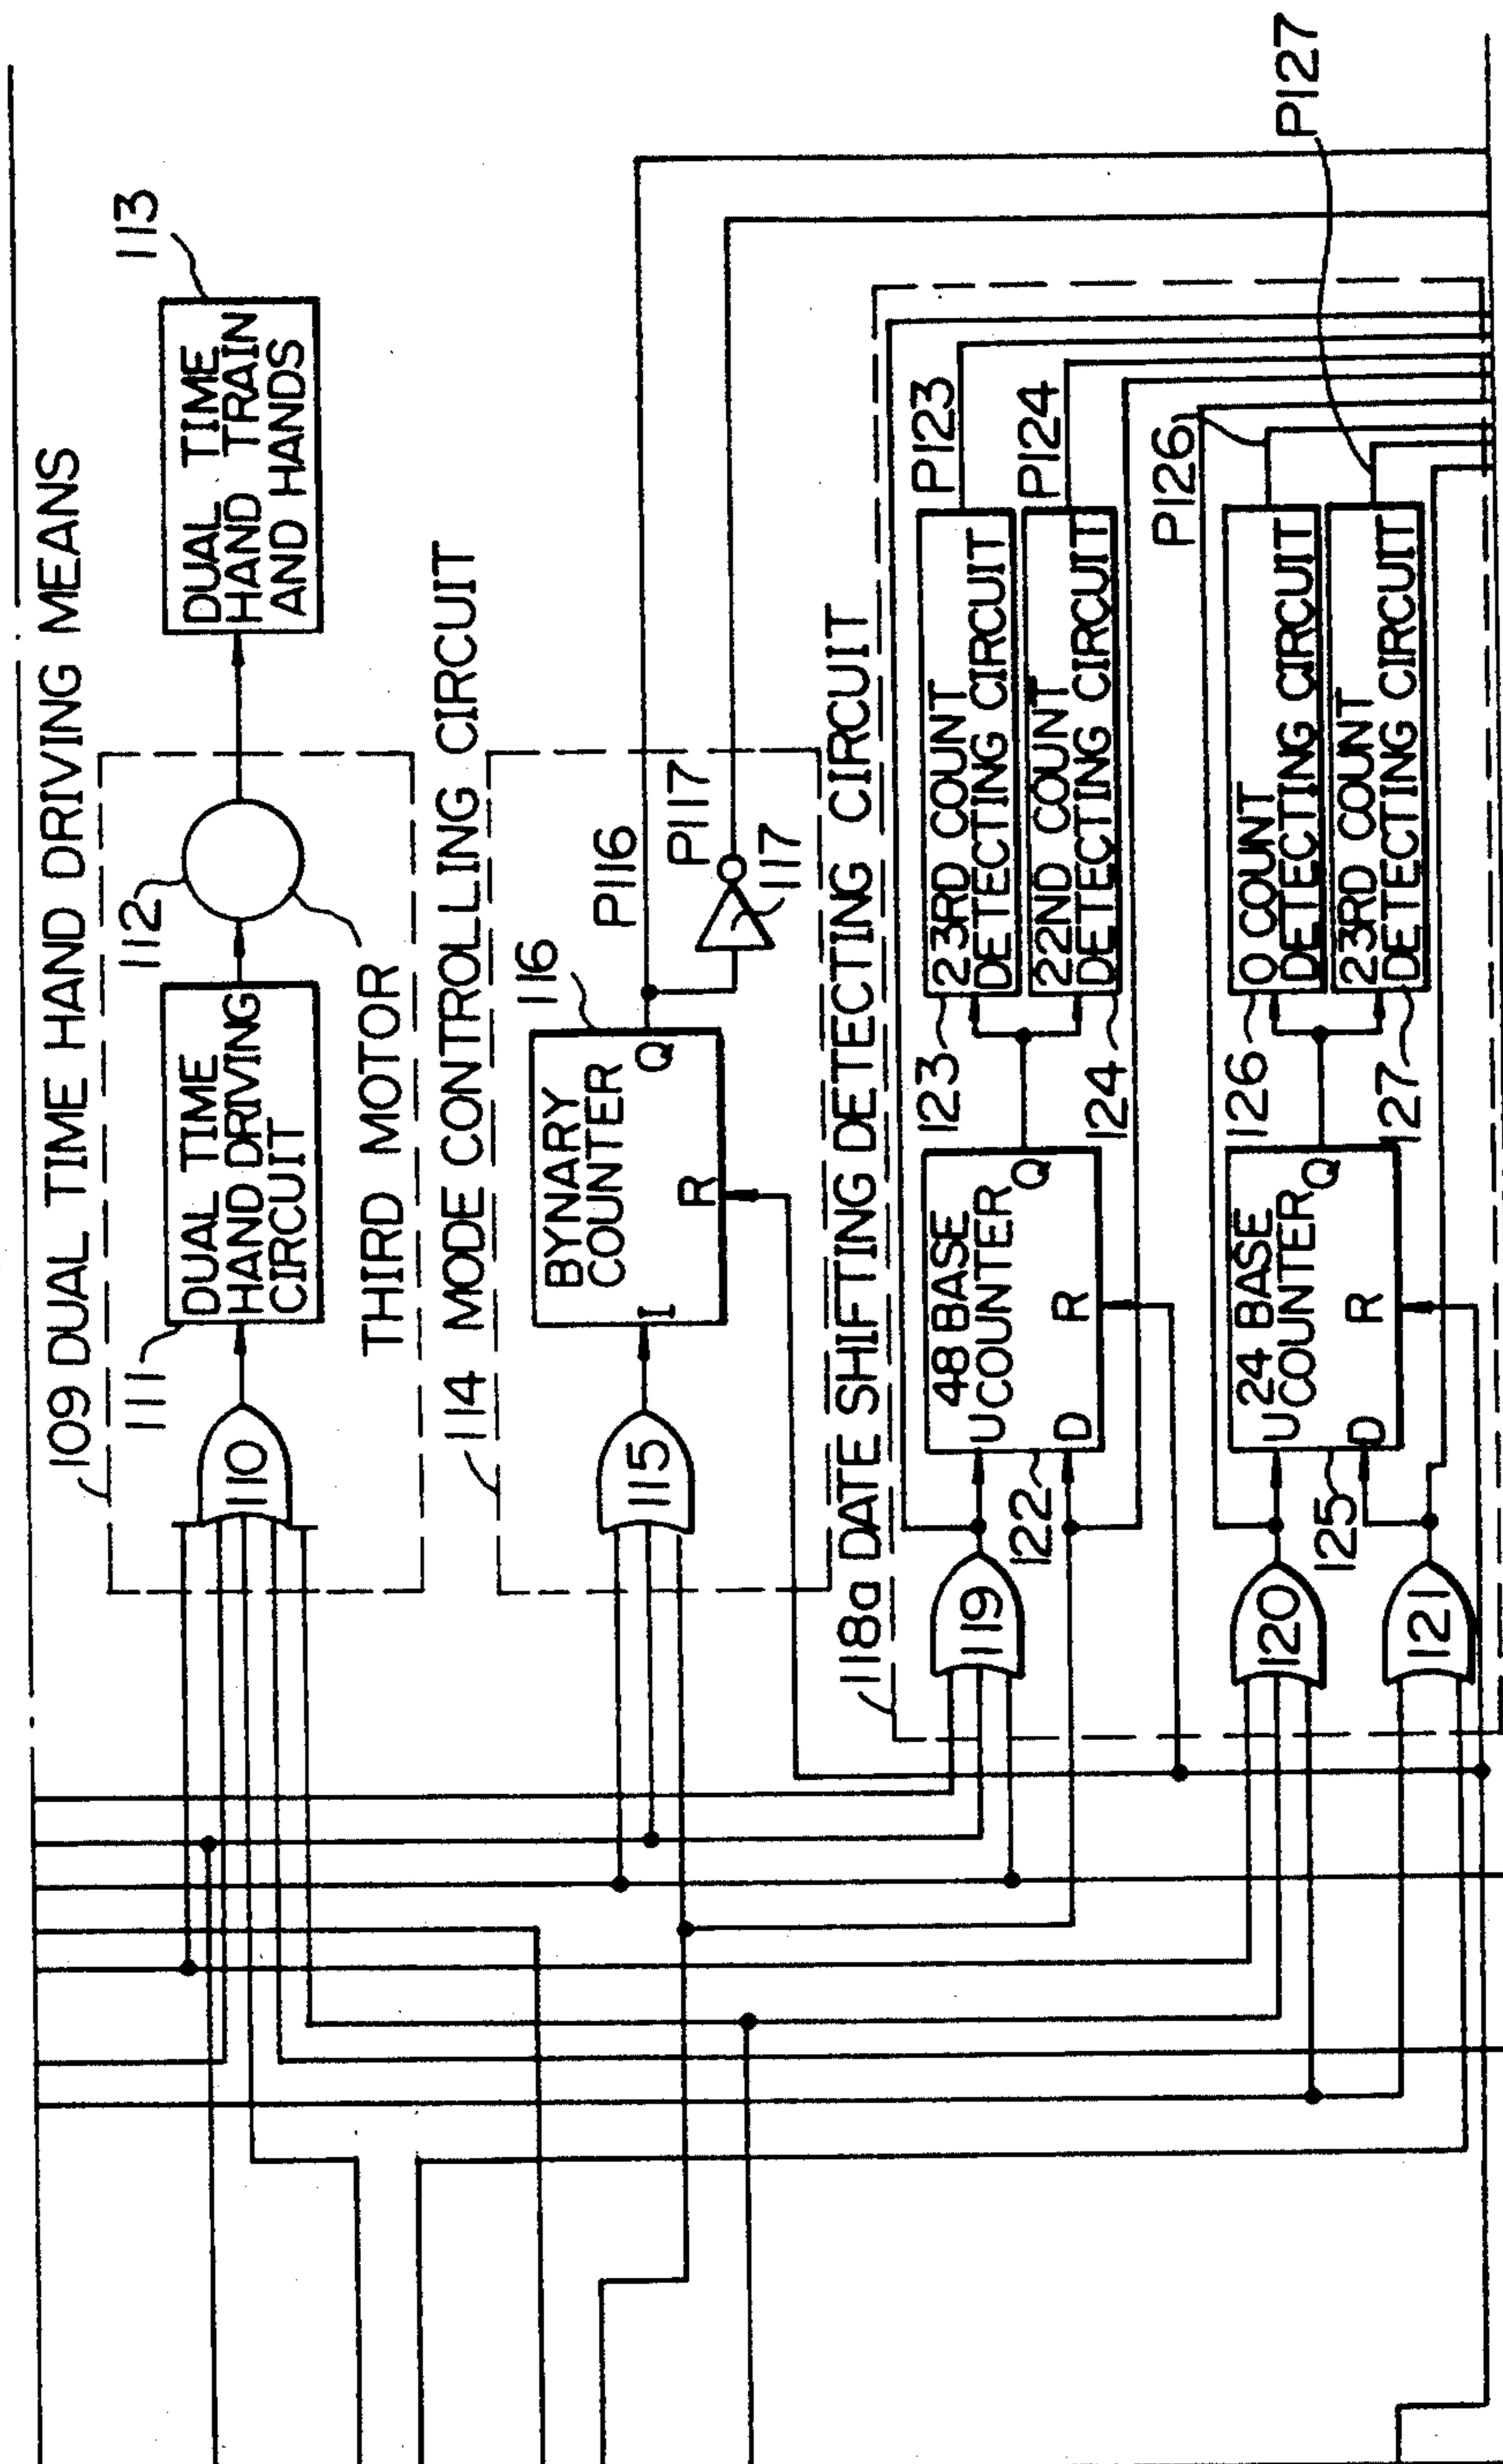 109 DUAL TIME HAND DRIVING MEANS
110
111
DUAL TIME
HAND DRIVING
CIRCUIT
112
THIRD MOTOR
113
DUAL TIME
HAND TRAIN
AND HANDS
114 MODE CONTROLLING CIRCUIT
115
116
BYNARY
COUNTER
I
Q
R
P116
P117
117
118a DATE SHIFTING DETECTING CIRCUIT
119
122
48 BASE
COUNTER
U
D
Q
R
123
23RD COUNT
DETECTING CIRCUIT
P123
124
22ND COUNT
DETECTING CIRCUIT
P124
120
121
125
24 BASE
COUNTER
U
D
Q
R
126
0 COUNT
DETECTING CIRCUIT
P126
127
23RD COUNT
DETECTING CIRCUIT
P127